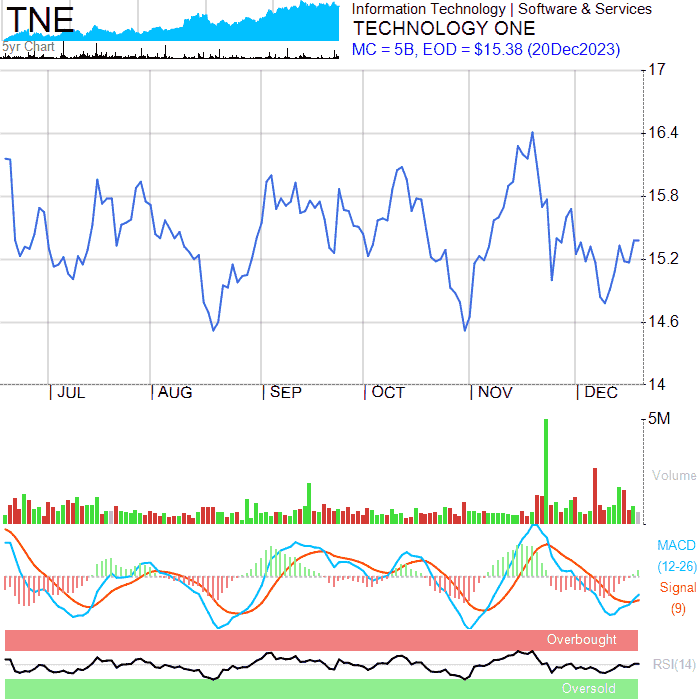 TNE
5yr Chart
Information Technology | Software & Services
TECHNOLOGY ONE
MC = 5B, EOD = $15.38 (20Dec2023)
17
16.4
15.8
15.2
14.6
14
JUL AUG SEP OCT NOV DEC
5M
Volume
MACD
(12-26)
Signal
(9)
Overbought
RSI(14)
Oversold